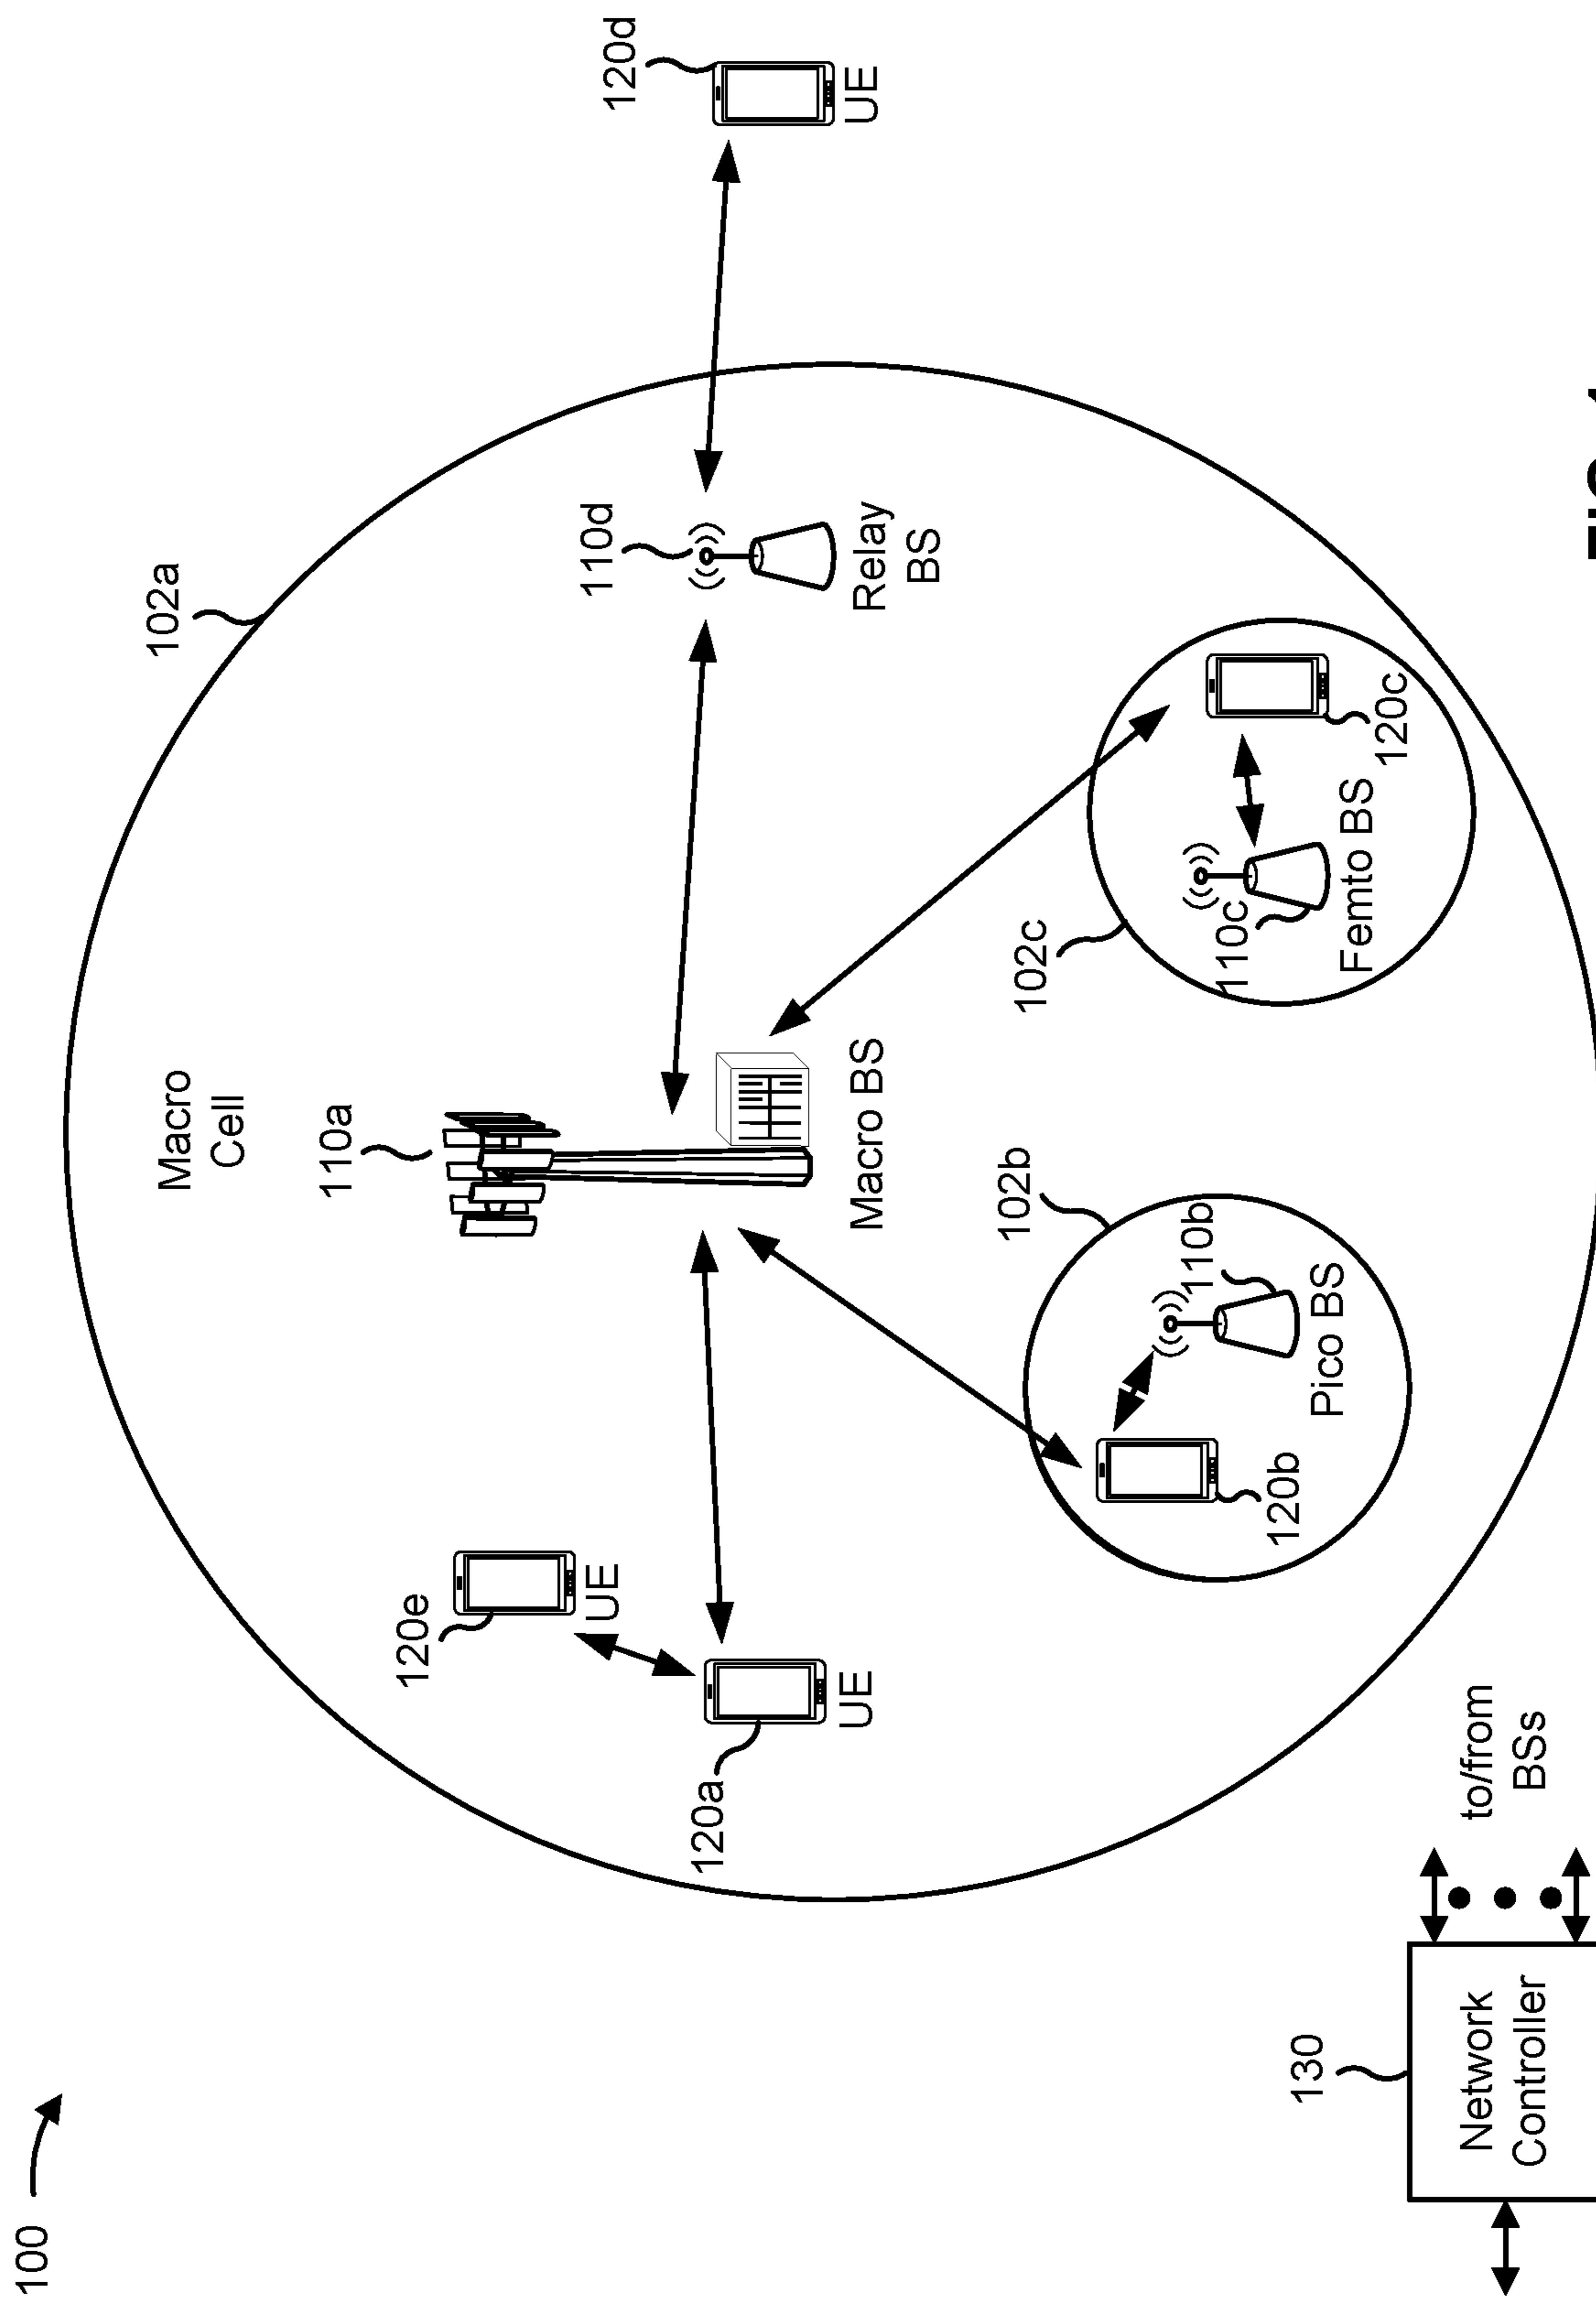 100
102a
Macro
Cell
110a
120e
UE
110d
120d
120a
UE
Macro BS
Relay
BS
UE
102b
102c
110b
110c
120b
Pico BS
Femto BS
120c
130
Network
Controller
to/from
BSs